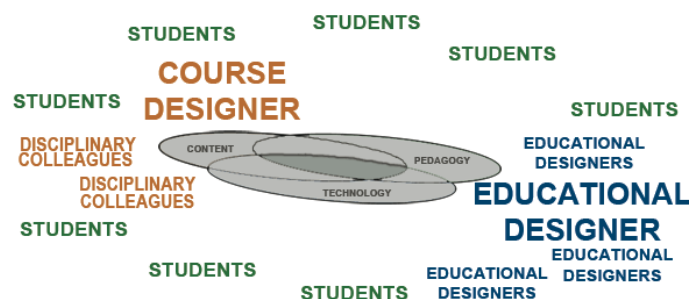 STUDENTS
STUDENTS
STUDENTS
COURSE
DESIGNER
STUDENTS
STUDENTS
DISCIPLINARY
COLLEAGUES
CONTENT
PEDAGOGY
EDUCATIONAL
DESIGNERS
DISCIPLINARY
COLLEAGUES
TECHNOLOGY
EDUCATIONAL
DESIGNER
STUDENTS
EDUCATIONAL
DESIGNERS
STUDENTS
EDUCATIONAL
DESIGNERS
STUDENTS